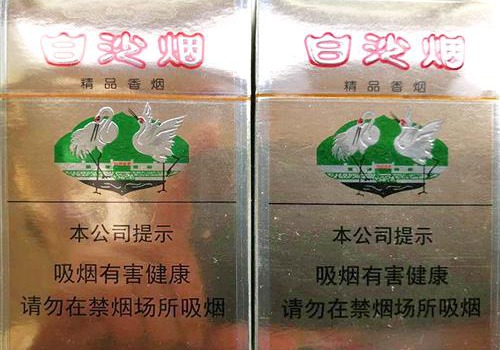 白沙烟
精品香烟
本公司提示
吸烟有害健康
请勿在禁烟场所吸烟
白沙烟
精品香烟
本公司提示
吸烟有害健康
请勿在禁烟场所吸烟